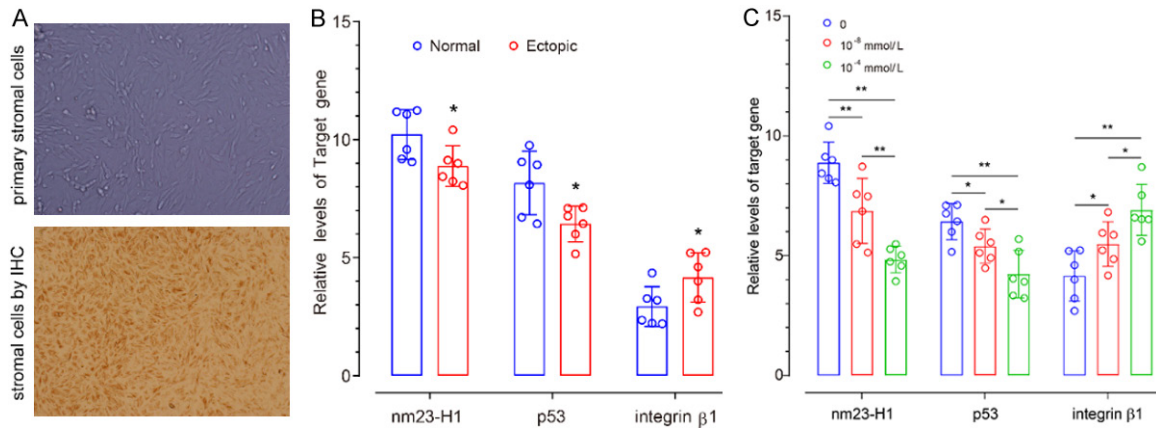 A
primary stromal cells
stromal cells by IHC
B
Relative levels of Target gene
15
10
5
0
Normal
Ectopic
*
*
*
nm23-H1
p53
integrin β1
C
Relative levels of target gene
15
10
5
0
0
10⁻⁸ mmol/L
10⁻⁴ mmol/L
**
**
**
**
*
*
**
*
*
nm23-H1
p53
integrin β1